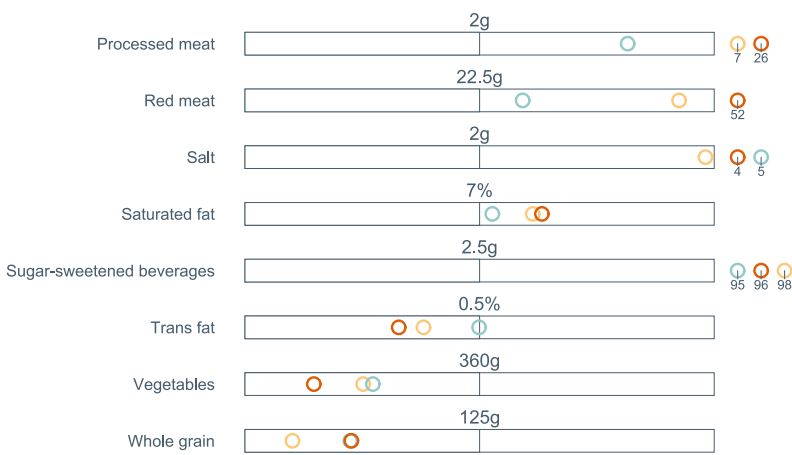 2g
Processed meat
7 26
22.5g
Red meat
52
2g
Salt
4 5
7%
Saturated fat
2.5g
Sugar-sweetened beverages
95 96 98
0.5%
Trans fat
360g
Vegetables
125g
Whole grain